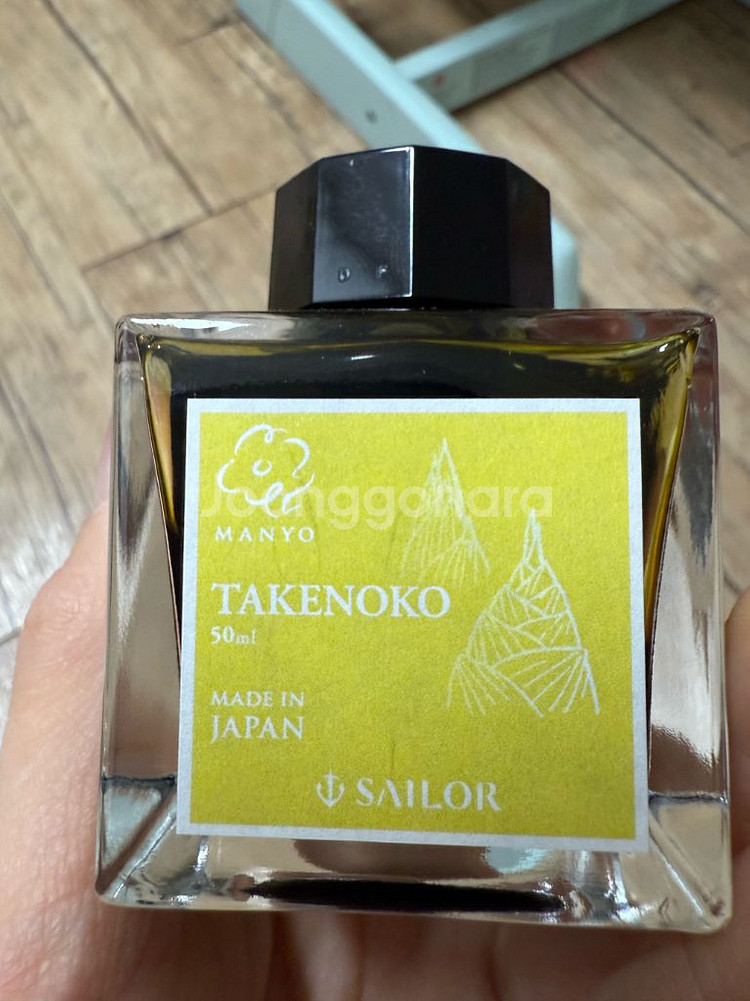 Joonggonara
MANYO
TAKENOKO
50ml
MADE IN
JAPAN
SAILOR